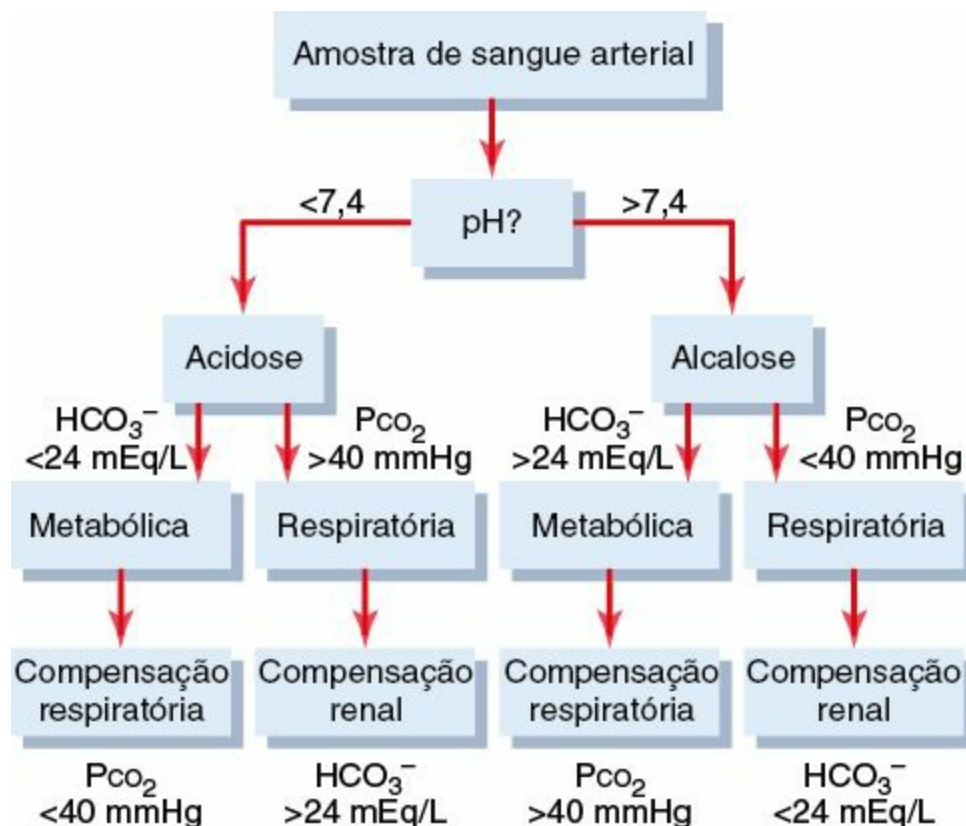 Amostra de sangue arterial
<7,4
pH?
>7,4
Acidose
Alcalose
HCO₃⁻
<24 mEq/L
Pco₂
>40 mmHg
HCO₃⁻
>24 mEq/L
Pco₂
<40 mmHg
Metabólica
Respiratória
Metabólica
Respiratória
Compensação
respiratória
Compensação
renal
Compensação
respiratória
Compensação
renal
Pco₂
<40 mmHg
HCO₃⁻
>24 mEq/L
Pco₂
>40 mmHg
HCO₃⁻
<24 mEq/L